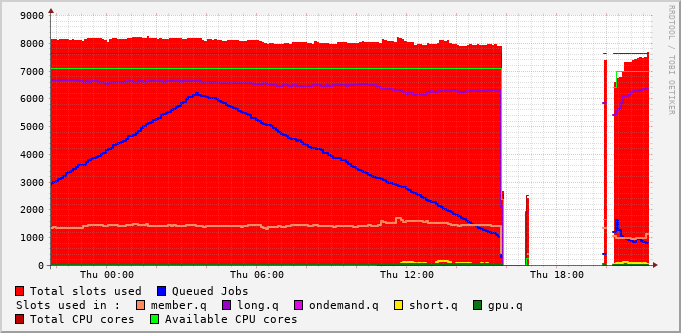 9000
8000
7000
6000
5000
4000
3000
2000
1000
0
Thu 00:00 Thu 06:00 Thu 12:00 Thu 18:00
RRDTOOL / TOBI OETIKER
Total slots used Queued Jobs
Slots used in : member.q long.q ondemand.q short.q gpu.q
Total CPU cores Available CPU cores